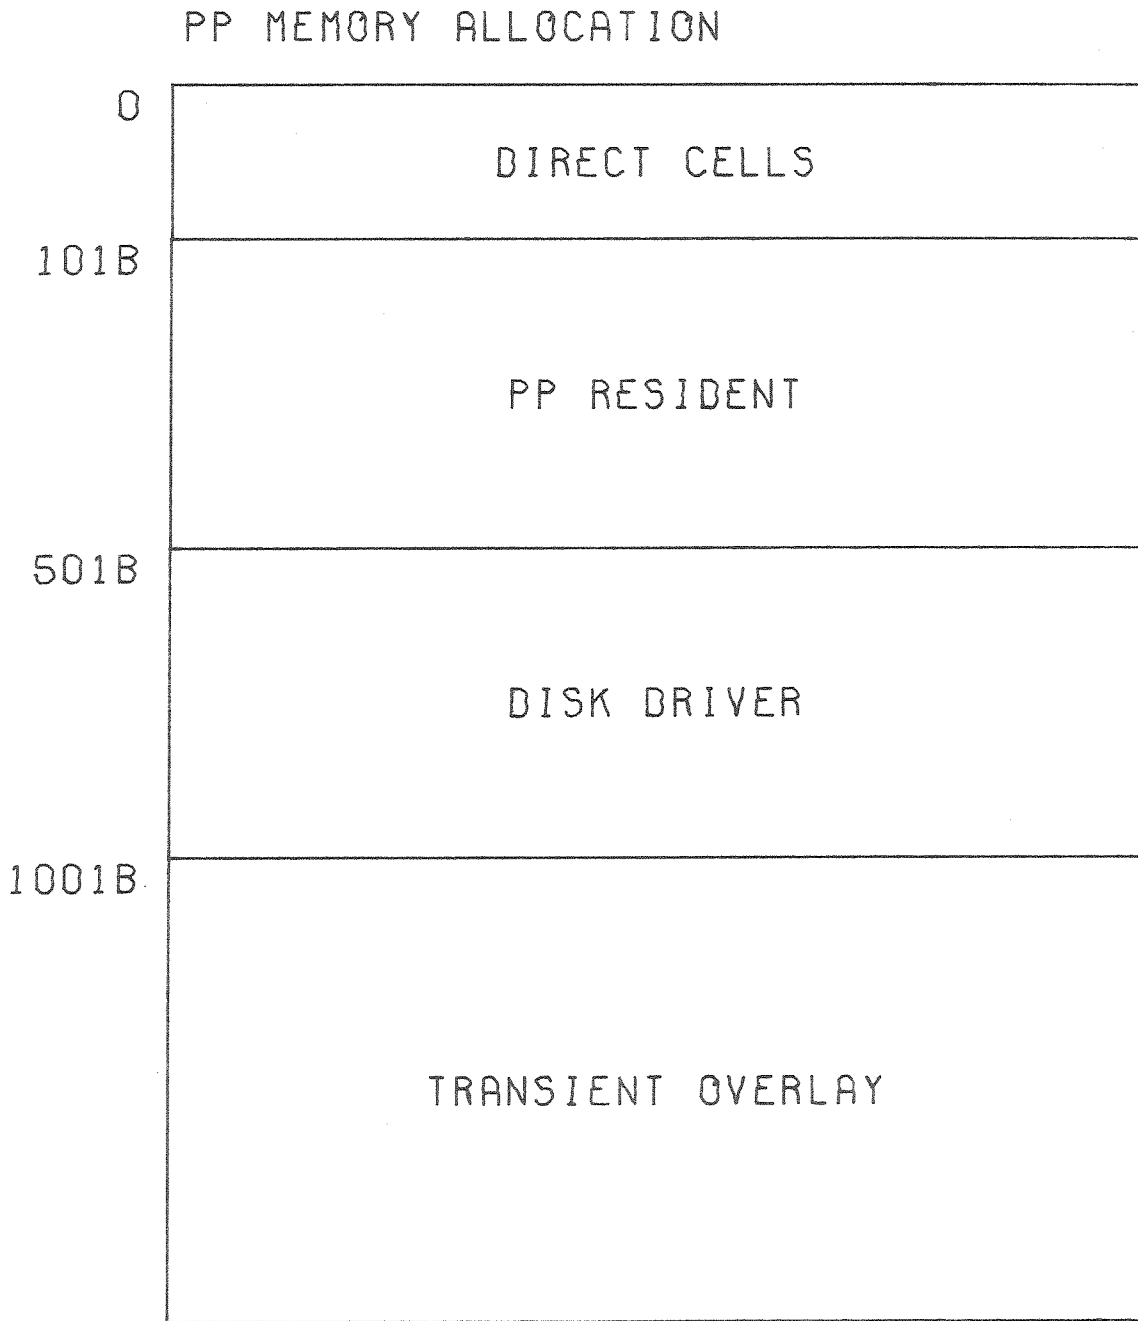 PP MEMORY ALLOCATION
0
DIRECT CELLS
101B
PP RESIDENT
501B
DISK DRIVER
1001B
TRANSIENT OVERLAY